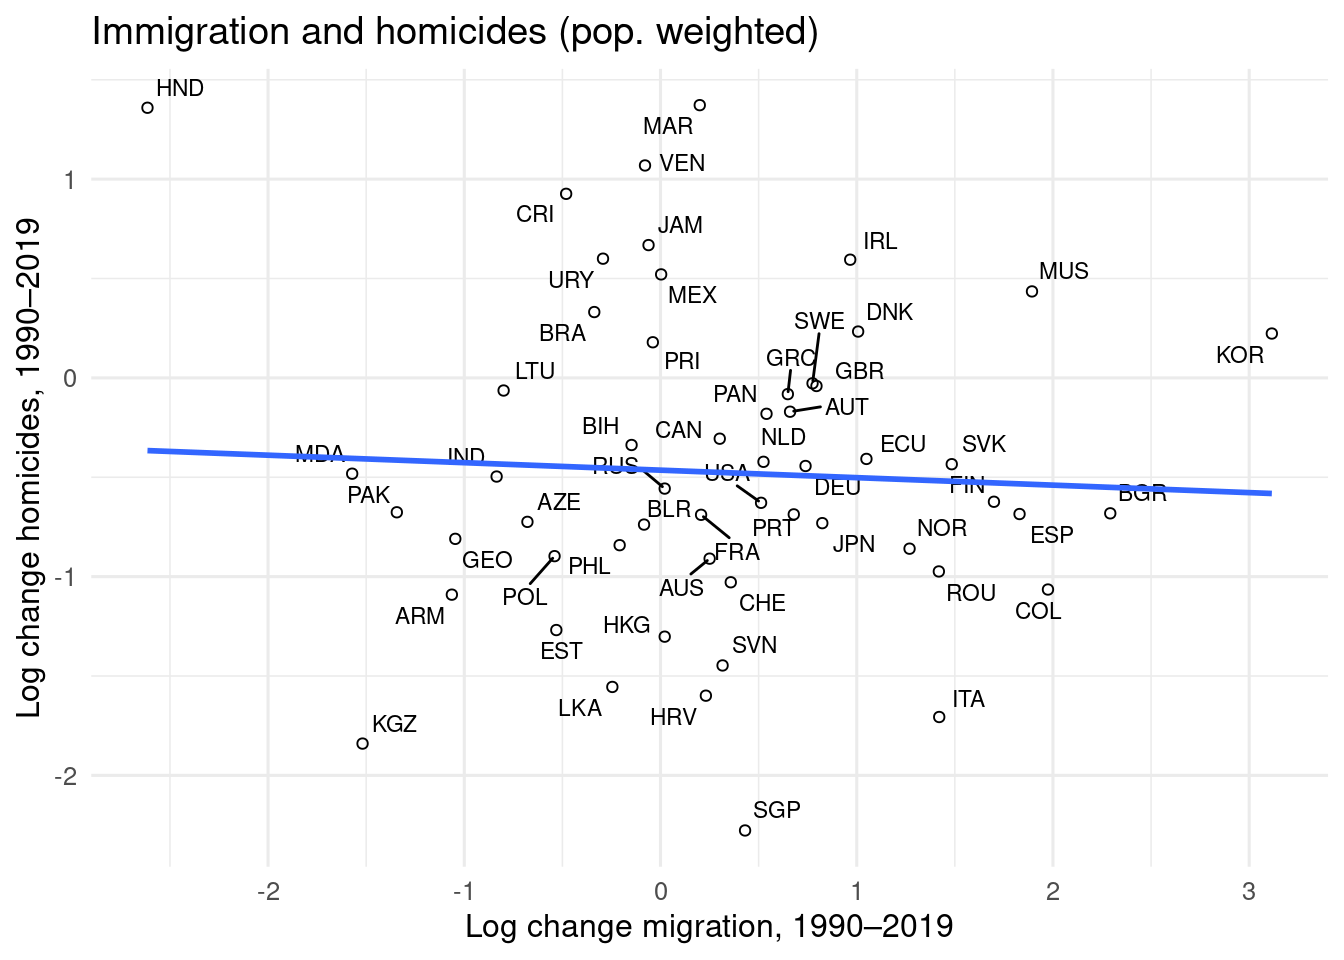 Immigration and homicides (pop. weighted)
HND
MAR
VEN
CRI
JAM
IRL
URY
MUS
MEX
DNK
SWE
BRA
PRI
GRC
KOR
LTU
GBR
PAN
AUT
BIH
CAN
NLD
ECU
SVK
MDA
IND
RUS
USA
FIN
DEU
BGR
PAK
AZE
BLR
PRT
NOR
ESP
JPN
FRA
GEO
PHL
AUS
POL
CHE
ROU
COL
ARM
HKG
EST
SVN
LKA
HRV
ITA
KGZ
SGP
1
0
-1
-2
Log change homicides, 1990–2019
-2
-1
0
1
2
3
Log change migration, 1990–2019